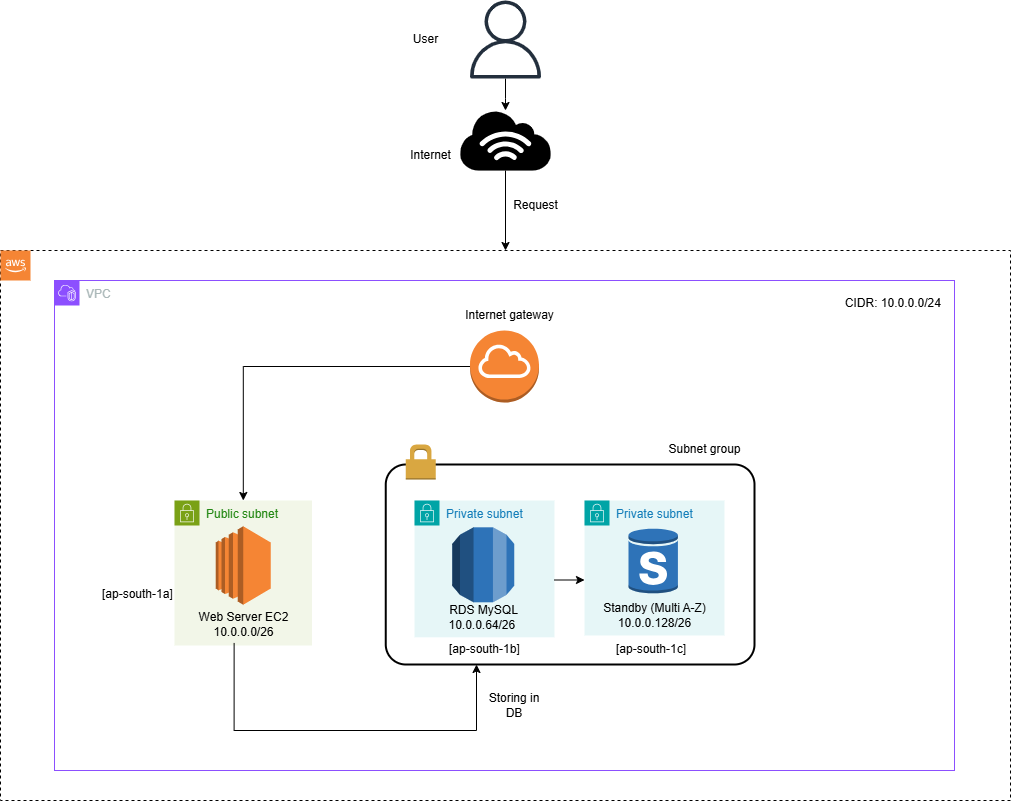 User
Internet
Request
aws
VPC
CIDR: 10.0.0.0/24
Internet gateway
Subnet group
Public subnet
Private subnet
Private subnet
S
[ap-south-1a]
Web Server EC2
10.0.0.0/26
RDS MySQL
10.0.0.64/26
Standby (Multi A-Z)
10.0.0.128/26
[ap-south-1b]
[ap-south-1c]
Storing in
DB